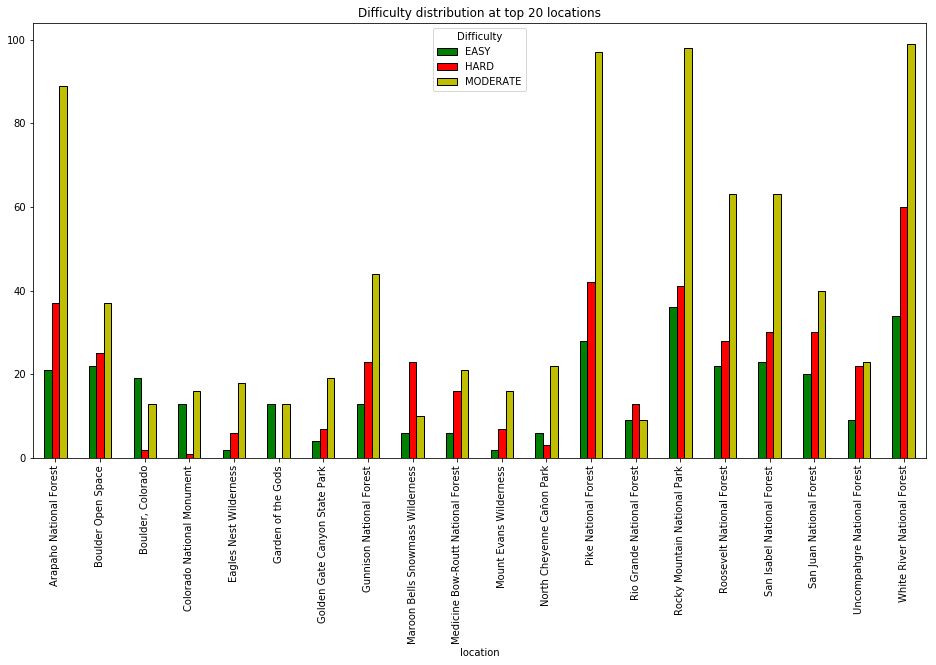 Difficulty distribution at top 20 locations
Difficulty
EASY
HARD
MODERATE
100
80
60
40
20
0
Arapaho National Forest
Boulder Open Space
Boulder, Colorado
Colorado National Monument
Eagles Nest Wilderness
Garden of the Gods
Golden Gate Canyon State Park
Gunnison National Forest
Maroon Bells Snowmass Wilderness
Medicine Bow-Routt National Forest
Mount Evans Wilderness
North Cheyenne Cañon Park
Pike National Forest
Rio Grande National Forest
Rocky Mountain National Park
Roosevelt National Forest
San Isabel National Forest
San Juan National Forest
Uncompahgre National Forest
White River National Forest
location